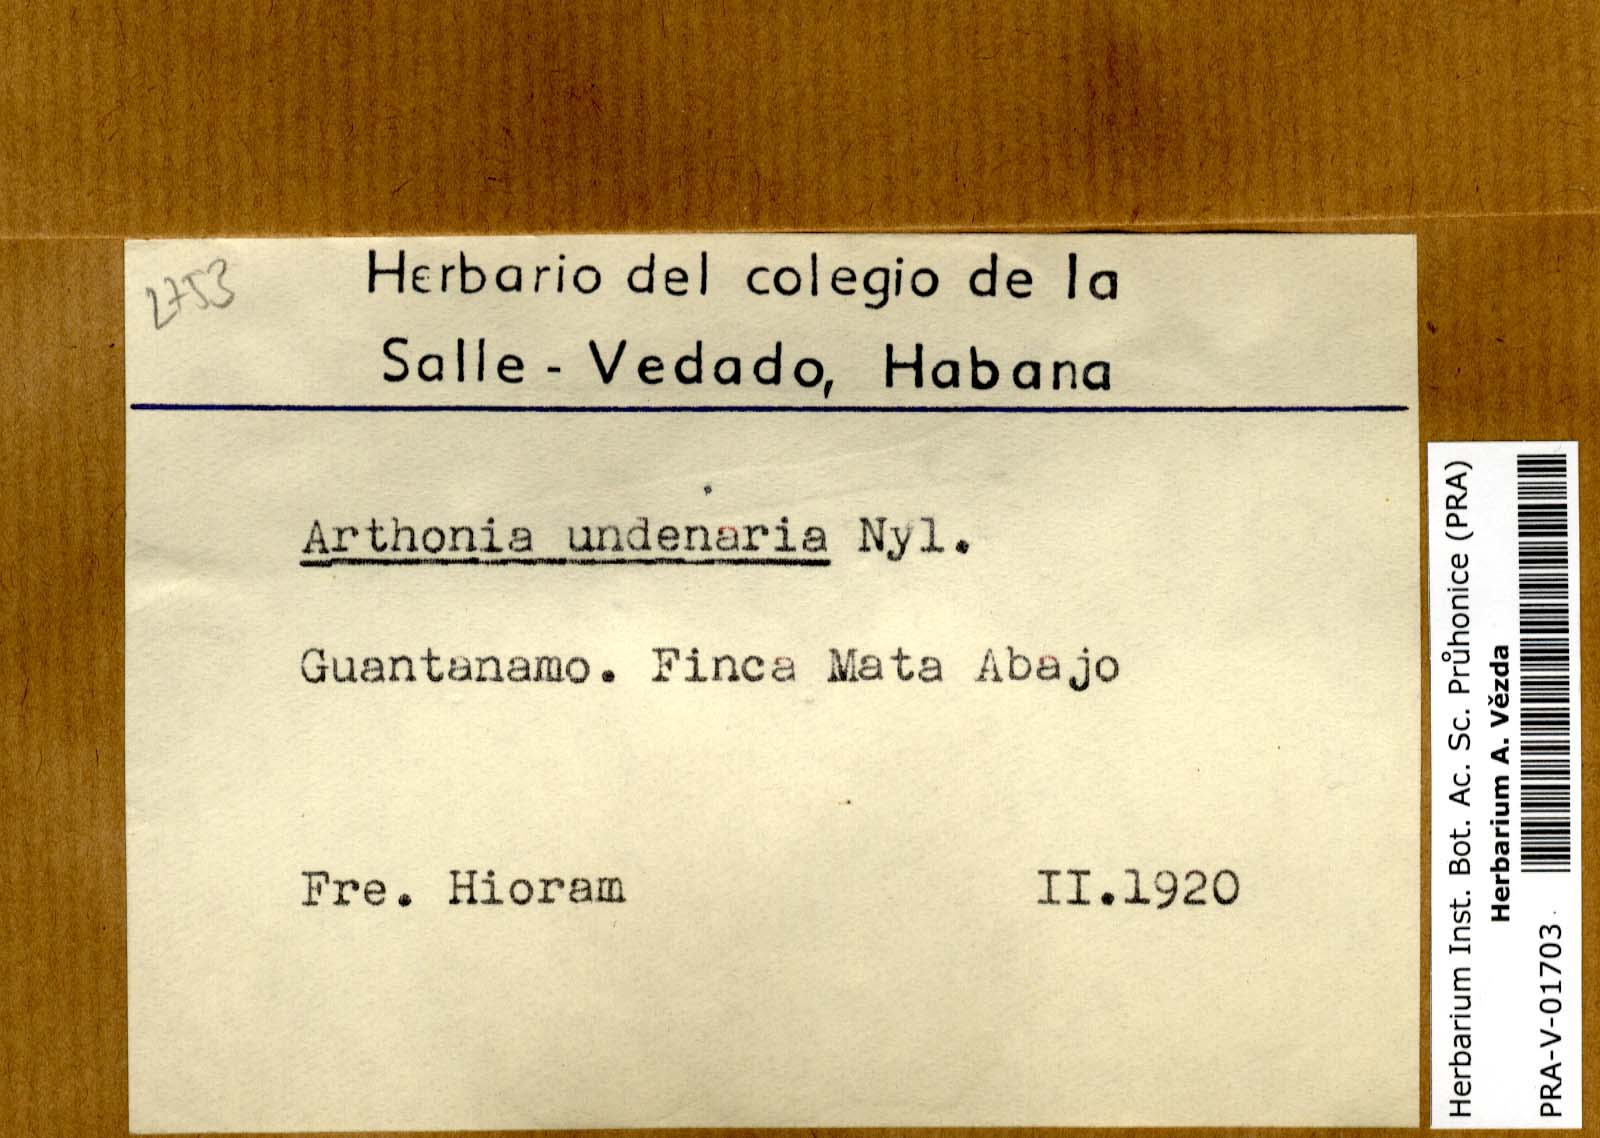 2753
Herbario del colegio de la
Salle - Vedado, Habana
Arthonia undenaria Nyl.
Guantanamo. Finca Mata Abajo
Fre. Hioram II.1920
Herbarium Inst. Bot. Ac. Sc. Průhonice (PRA)
Herbarium A. Vězda
PRA-V-01703